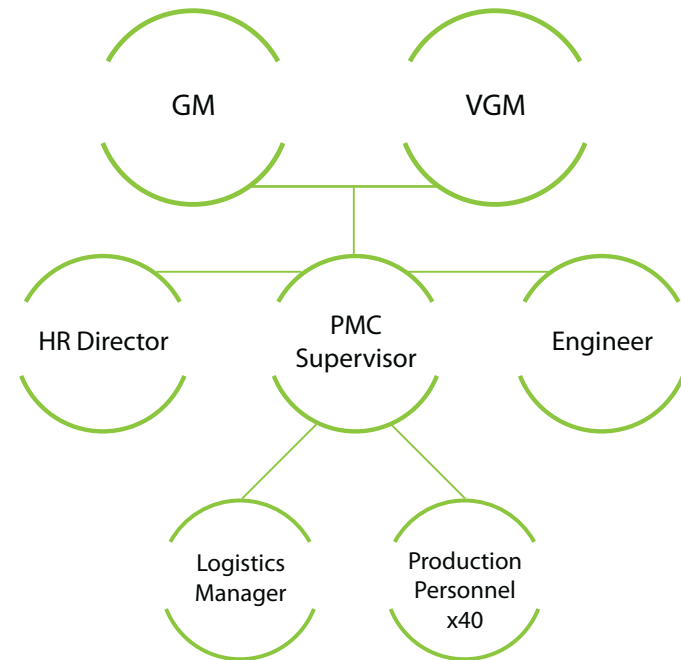 GM
VGM
HR Director
PMC
Supervisor
Engineer
Logistics
Manager
Production
Personnel
x40